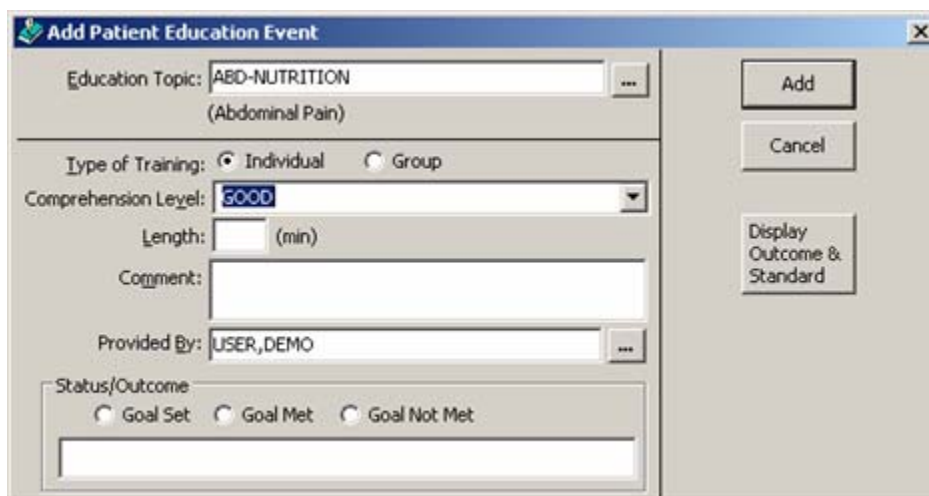 Add Patient Education Event
Education Topic: ABD-NUTRITION ...
(Abdominal Pain)
Type of Training: Individual Group
Comprehension Level: GOOD
Length: (min)
Comment:
Provided By: USER,DEMO ...
Status/Outcome
Goal Set Goal Met Goal Not Met
Add
Cancel
Display
Outcome &
Standard